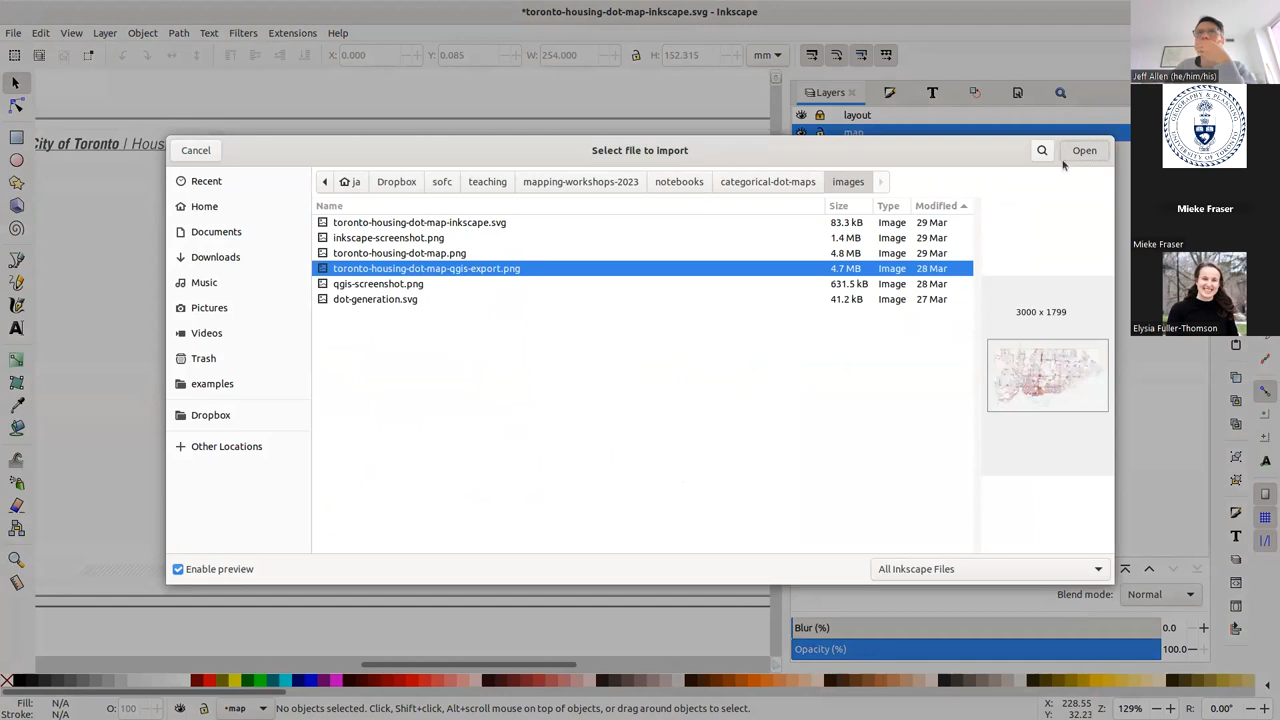 *toronto-housing-dot-map-inkscape.svg - Inkscape
File Edit View Layer Object Path Text Filters Extensions Help
X: 0.000 Y: 0.085 W: 254.000 H: 152.315 mm
Layers
layout
map
City of Toronto | Hous
Cancel Select file to import Open
ja Dropbox sofc teaching mapping-workshops-2023 notebooks categorical-dot-maps images
Name Size Type Modified
toronto-housing-dot-map-inkscape.svg 83.3 kB Image 29 Mar
inkscape-screenshot.png 1.4 MB Image 29 Mar
toronto-housing-dot-map.png 4.8 MB Image 29 Mar
toronto-housing-dot-map-qgis-export.png 4.7 MB Image 28 Mar
qgis-screenshot.png 631.5 kB Image 28 Mar
dot-generation.svg 41.2 kB Image 27 Mar
Recent
Home
Documents
Downloads
Music
Pictures
Videos
Trash
examples
Dropbox
Other Locations
3000 x 1799
Enable preview All Inkscape Files
Blend mode: Normal
Blur (%) 0.0
Opacity (%) 100.0
Fill: N/A
Stroke: N/A
O: 100
•map
No objects selected. Click, Shift+click, Alt+scroll mouse on top of objects, or drag around objects to select.
X: 228.55
Y: 32.23
Z: 129% R: 0.00°
Jeff Allen (he/him/his)
GEOGRAPHY & PLANNING
Mieke Fraser
Mieke Fraser
Elysia Fuller-Thomson